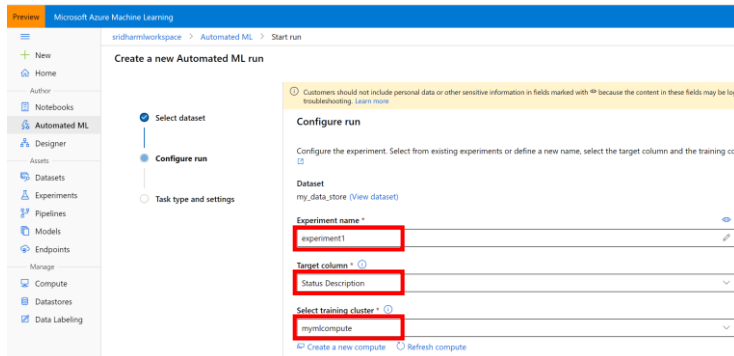 Preview Microsoft Azure Machine Learning
sridharmlworkspace > Automated ML > Start run
New
Home
Author
Notebooks
Automated ML
Designer
Assets
Datasets
Experiments
Pipelines
Models
Endpoints
Manage
Compute
Datastores
Data Labeling
Create a new Automated ML run
Select dataset
Configure run
Task type and settings
Customers should not include personal data or other sensitive information in fields marked with because the content in these fields may be
troubleshooting. Learn more
Configure run
Configure the experiment. Select from existing experiments or define a new name, select the target column and the training
Dataset
my_data_store (View dataset)
Experiment name *
experiment1
Target column *
Status Description
Select training cluster *
mymlcompute
Create a new compute Refresh compute